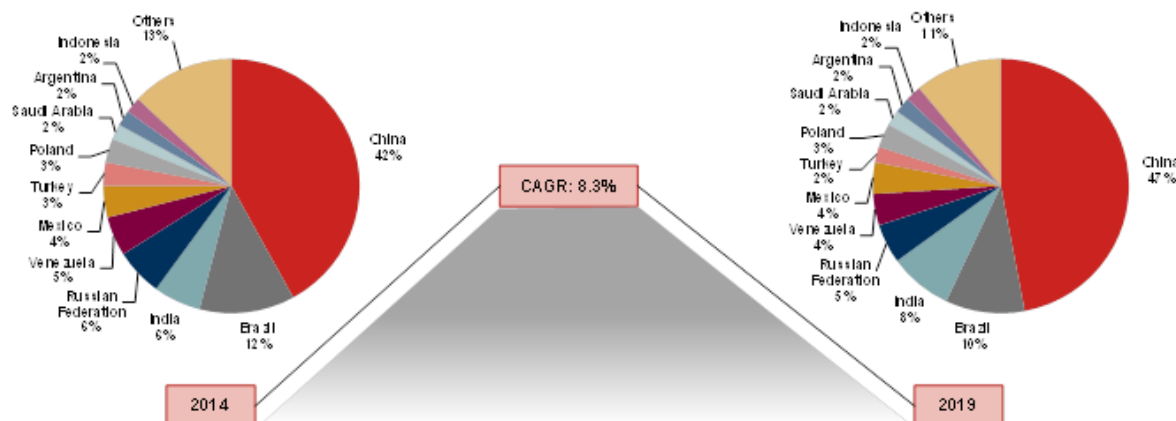 Others
13%
Indonesia
2%
Argentina
2%
Saudi Arabia
2%
Poland
3%
Turkey
3%
Mexico
4%
Venezuela
5%
Russian
Federation
6%
India
6%
Brazil
12%
China
42%
2014
CAGR: 8.3%
Others
11%
Indonesia
2%
Argentina
2%
Saudi Arabia
2%
Poland
3%
Turkey
2%
Mexico
4%
Venezuela
4%
Russian
Federation
5%
India
8%
Brazil
10%
China
47%
2019